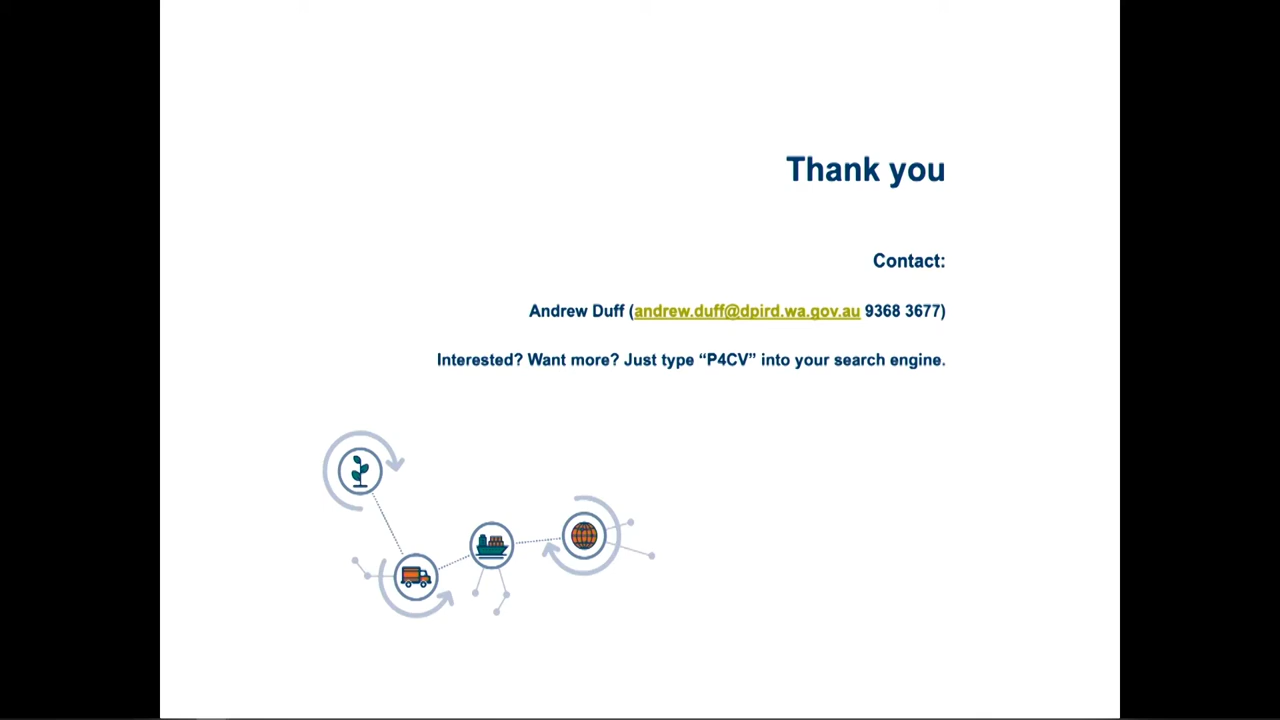 Thank you
Contact:
Andrew Duff (andrew.duff@dpird.wa.gov.au 9368 3677)
Interested? Want more? Just type “P4CV” into your search engine.